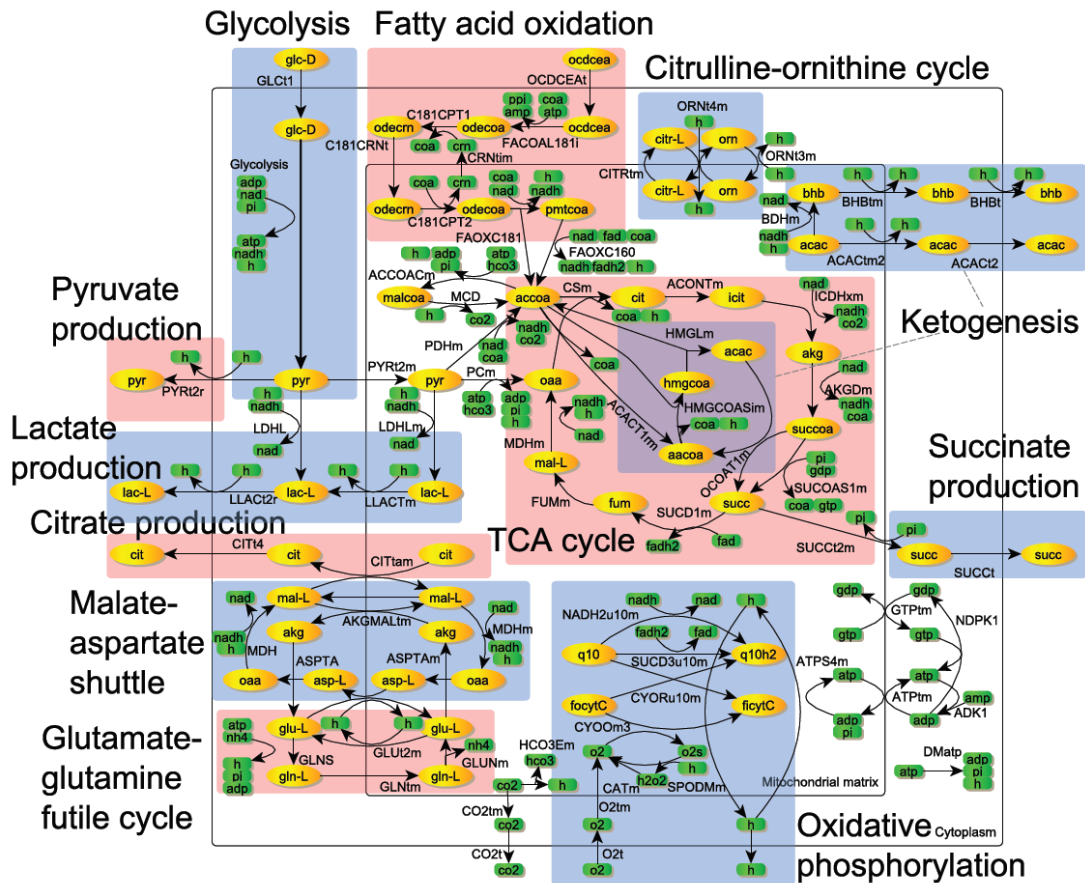 Glycolysis
Fatty acid oxidation
Citrulline-ornithine cycle
glc-D
GLCt1
glc-D
Glycolysis
adp
nad
pi
atp
nadh
h
ocdcea
OCDCEAt
ppi
amp
coa
atp
C181CPT1
odecrn
odecoa
ocdcea
FACOAL181i
coa
crn
C181CRNt
CRNtim
coa
crn
coa
nad
h
nadh
odecrn
C181CPT2
odecoa
pmtcoa
FAOXC181
nad
fad
coa
FAOXC160
nadh
fadh2
h
ORNt4m
h
citr-L
orn
h
ORNt3m
h
CITRtm
citr-L
orn
h
nad
bhb
h
h
BHBtm
bhb
h
h
BHBt
bhb
BDHm
nadh
h
acac
h
h
ACACtm2
acac
ACACt2
acac
Ketogenesis
h
adp
pi
atp
hco3
ACCOACm
malcoa
MCD
h
co2
accoa
CSm
cit
coa
h
ACONTm
icit
nad
ICDHxm
nadh
co2
akg
nad
AKGDm
nadh
coa
succoa
pi
gdp
SUCOAS1m
coa
gtp
HMGLm
acac
hmgcoa
HMGCOASim
coa
h
aacoa
ACACT1rm
OCOAT1m
coa
PDHm
nadh
co2
nad
coa
Pyruvate
production
h
h
pyr
PYRt2r
pyr
PYRt2m
pyr
PCm
atp
hco3
adp
pi
h
oaa
nadh
h
nad
MDHm
mal-L
FUMm
fum
SUCD1m
succ
fadh2
fad
TCA cycle
h
nadh
LDHL
nad
h
nadh
LDHLm
nad
Lactate
production
h
h
h
h
lac-L
LLACt2r
lac-L
LLACTm
lac-L
Succinate
production
pi
pi
SUCCt2m
succ
SUCCt
succ
Citrate production
cit
CITt4
cit
CITtam
cit
Malate-
aspartate
shuttle
nad
nadh
h
MDH
mal-L
mal-L
akg
AKGMALtm
akg
nad
MDHm
nadh
h
oaa
ASPTA
asp-L
ASPTAm
asp-L
oaa
Glutamate-
glutamine
futile cycle
atp
nh4
h
pi
adp
glu-L
h
h
glu-L
GLUt2m
GLNS
nh4
GLUNm
gln-L
GLNtm
gln-L
HCO3Em
hco3
co2
h
CO2tm
co2
CO2t
co2
NADH2u10m
nadh
nad
fadh2
fad
h
q10
SUCD3u10m
q10h2
CYORu10m
focytC
ficytC
CYOOm3
o2
o2s
h
h2o2
CATm
SPODMm
O2tm
o2
O2t
o2
h
h
Oxidative
phosphorylation
Mitochondrial matrix
Cytoplasm
gdp
gdp
GTPtm
NDPK1
gtp
gtp
ATPS4m
atp
atp
ATPtm
amp
ADK1
adp
pi
adp
DMatp
atp
adp
pi
h